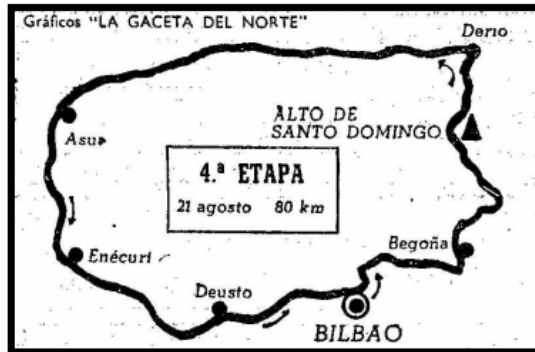 Gráficos "LA GACETA DEL NORTE"
Derio
ALTO DE
SANTO DOMINGO
Asua
4.ª ETAPA
21 agosto 80 km
Begoña
Enécuri
Deusto
BILBAO